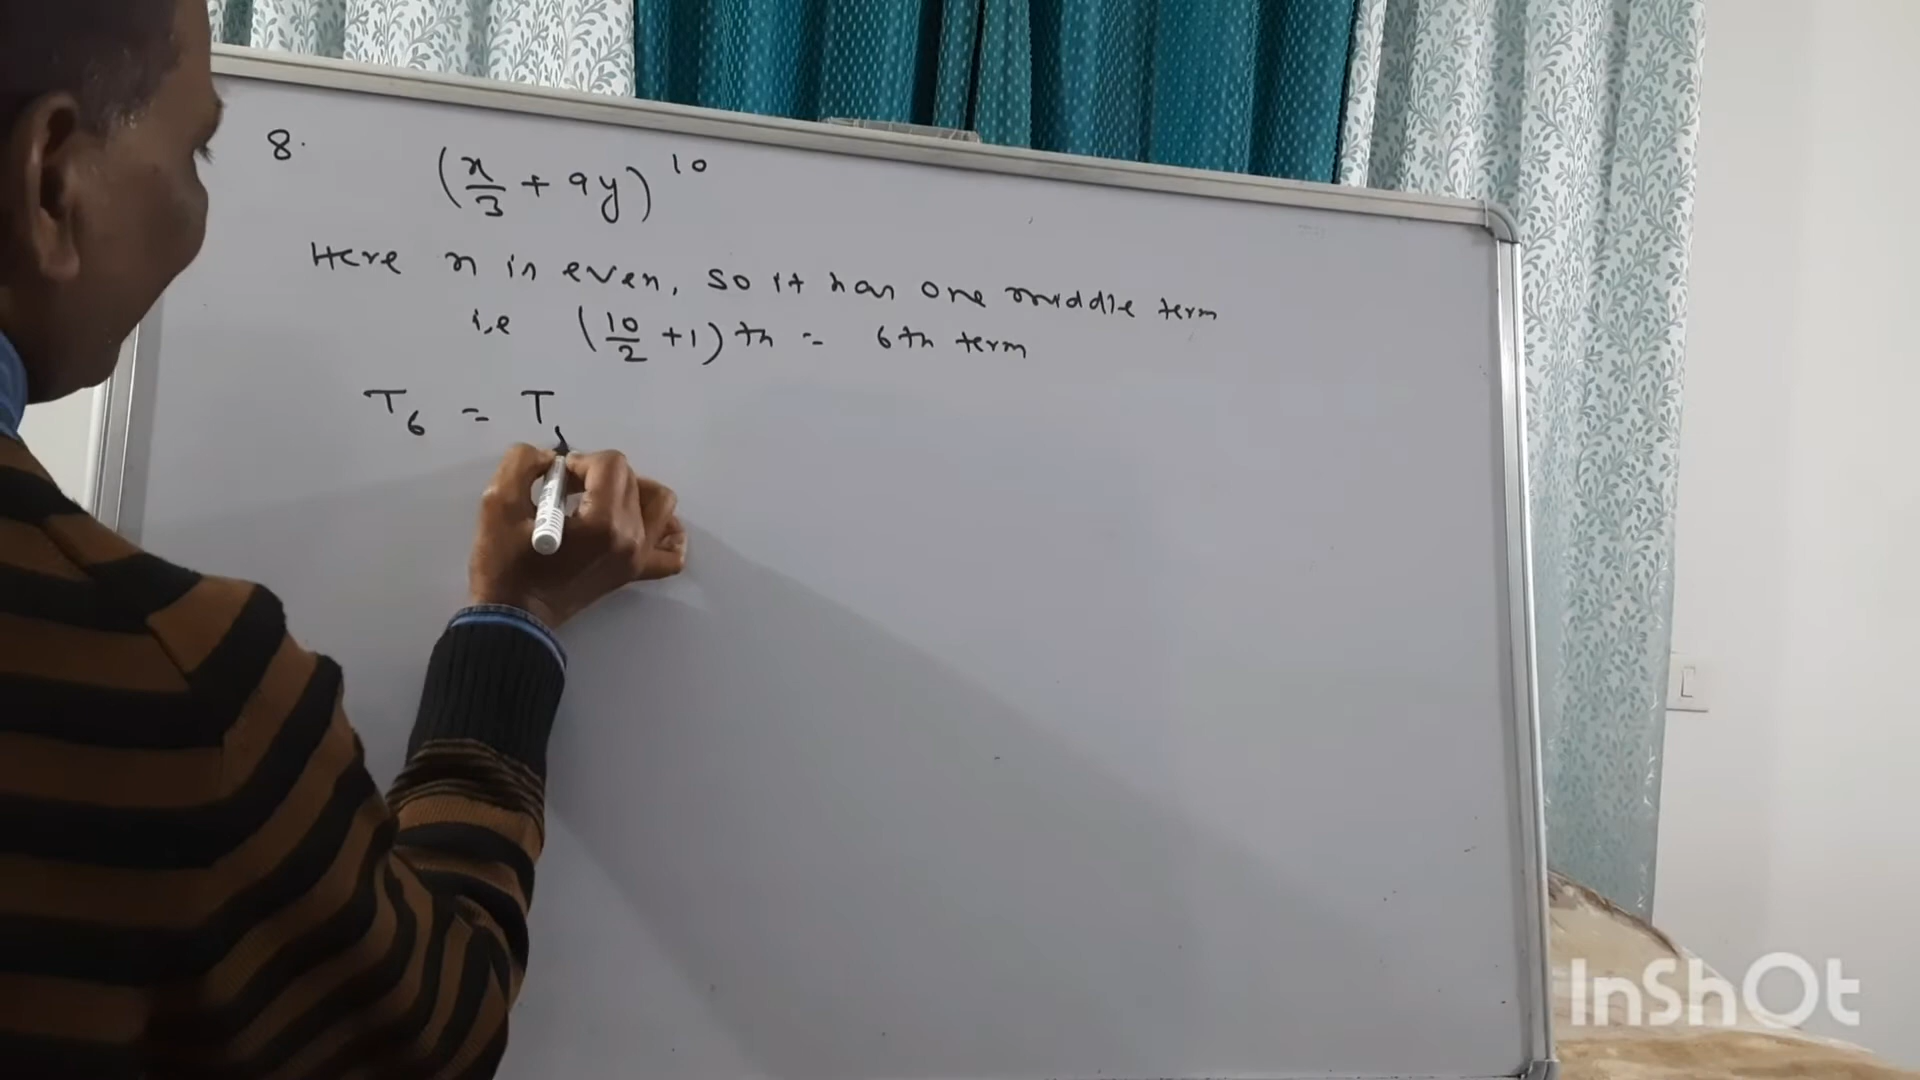 8. (x/3 + 9y)^10
Here n is even, so it has one middle term
i.e (10/2 + 1)th = 6th term
T6 = T
InShOt